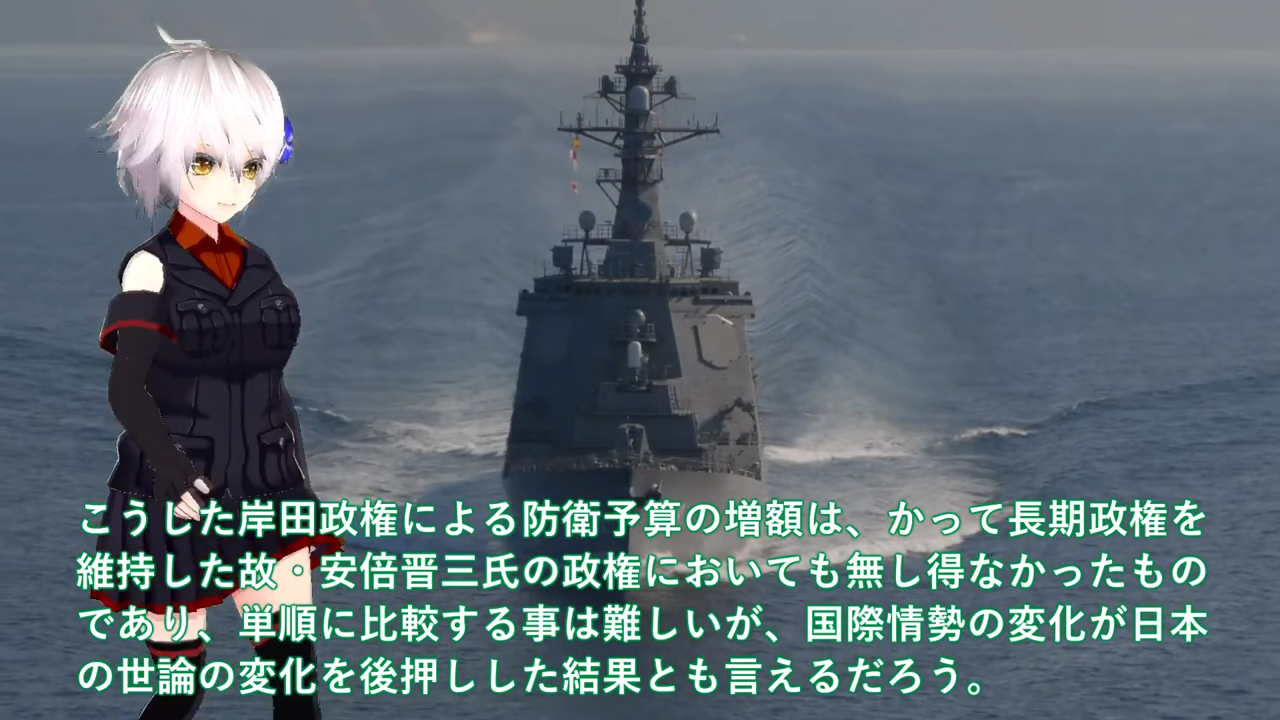 こうした岸田政権による防衛予算の増額は、かって長期政権を
維持した故・安倍晋三氏の政権においても無し得なかったもの
であり、単順に比較する事は難しいが、国際情勢の変化が日本
の世論の変化を後押しした結果とも言えるだろう。